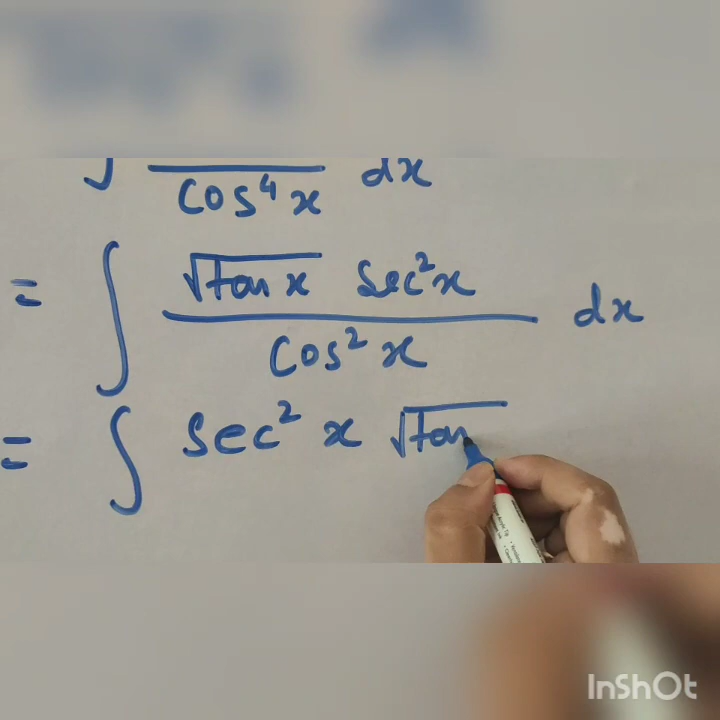 ∫ ―― dx
cos⁴x
= ∫ √tan x Sec²x dx
Cos²x
= ∫ Sec²x √tan
InShOt